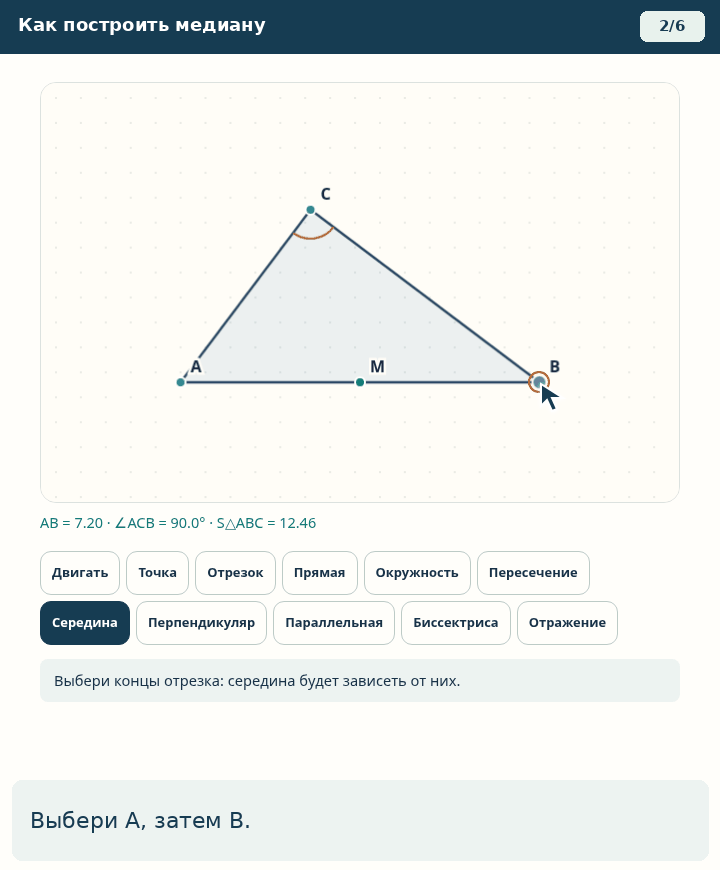 Как построить медиану
2/6
C
A
M
B
AB = 7.20 · ∠ACB = 90.0° · S△ABC = 12.46
Двигать Точка Отрезок Прямая Окружность Пересечение
Середина Перпендикуляр Параллельная Биссектриса Отражение
Выбери концы отрезка: середина будет зависеть от них.
Выбери A, затем B.